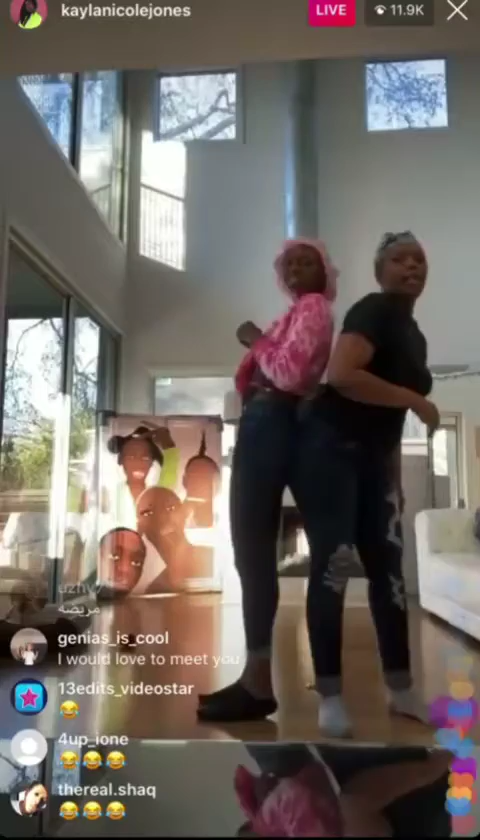 kaylanicolejones
LIVE
11.9K
مريضه
genias_is_cool
I would love to meet you
13edits_videostar
😂
4up_ione
😂😂😂
thereal.shaq
😂😂😂